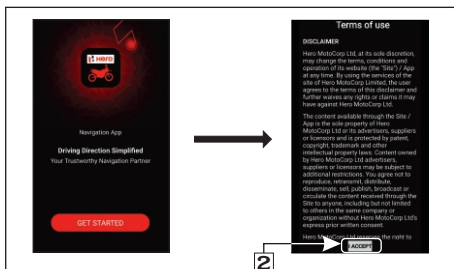 Hero
Navigation App
Driving Direction Simplified
Your Trustworthy Navigation Partner
GET STARTED
Terms of use
DISCLAIMER
Hero MotoCorp Ltd, at its sole discretion,
may change the terms, conditions and
operation of its website (the "Site") / App
at any time. By using the services of the
site of Hero MotoCorp Limited, the user
agrees to the terms of this disclaimer and
further waives any rights or claims it may
have against Hero MotoCorp Ltd.
The content available through the Site /
App is the sole property of Hero
MotoCorp Ltd or its advertisers, suppliers
or licensors and is protected by patent,
copyright, trademark and other
intellectual property laws. Content owned
by Hero MotoCorp Ltd advertisers,
suppliers or licensors may be subject to
additional restrictions. You agree not to
reproduce, retransmit, distribute,
disseminate, sell, publish, broadcast or
circulate the content received through the
Site to anyone, including but not limited
to others in the same company or
organization without Hero MotoCorp Ltd's
express prior written consent.
Hero MotoCorp Ltd reserves the right to
I ACCEPT
2